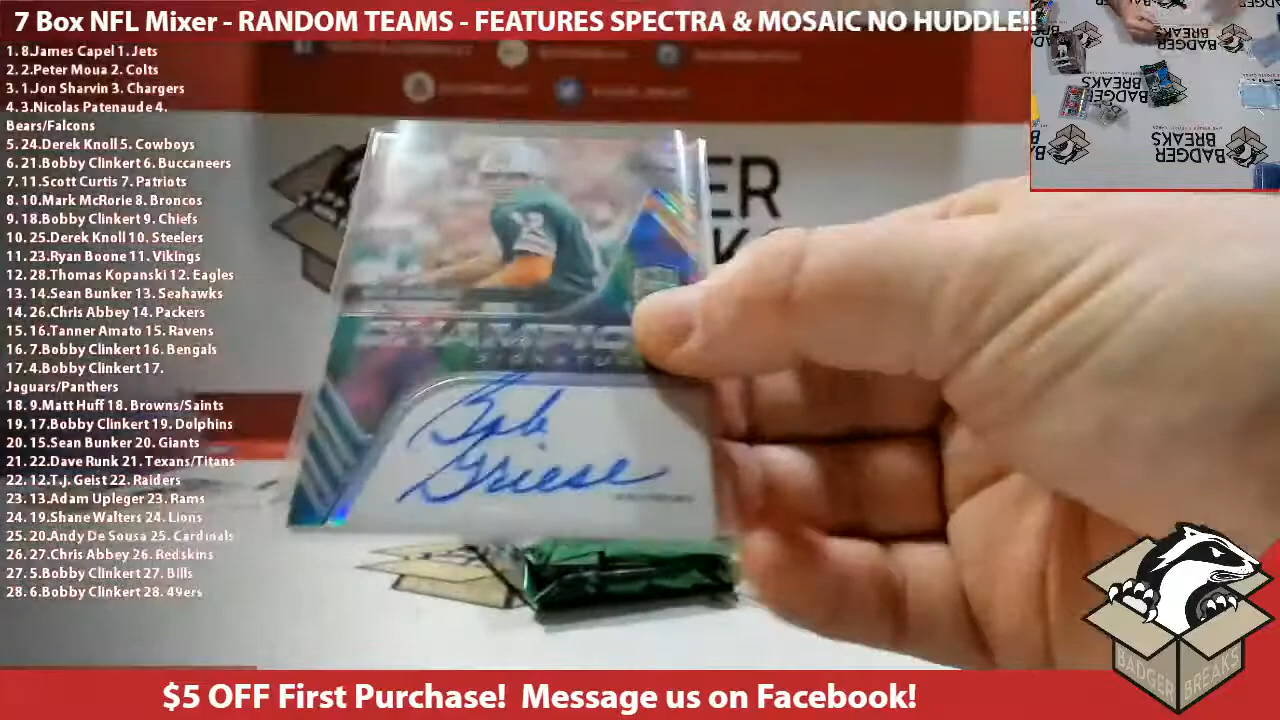 7 Box NFL Mixer - RANDOM TEAMS - FEATURES SPECTRA & MOSAIC NO HUDDLE!!
1. 8.James Capel 1. Jets
2. 2.Peter Moua 2. Colts
3. 1.Jon Sharvin 3. Chargers
4. 3.Nicolas Patenaude 4.
Bears/Falcons
5. 24.Derek Knoll 5. Cowboys
6. 21.Bobby Clinkert 6. Buccaneers
7. 11.Scott Curtis 7. Patriots
8. 10.Mark McRorie 8. Broncos
9. 18.Bobby Clinkert 9. Chiefs
10. 25.Derek Knoll 10. Steelers
11. 23.Ryan Boone 11. Vikings
12. 28.Thomas Kopanski 12. Eagles
13. 14.Sean Bunker 13. Seahawks
14. 26.Chris Abbey 14. Packers
15. 16.Tanner Amato 15. Ravens
16. 7.Bobby Clinkert 16. Bengals
17. 4.Bobby Clinkert 17.
Jaguars/Panthers
18. 9.Matt Huff 18. Browns/Saints
19. 17.Bobby Clinkert 19. Dolphins
20. 15.Sean Bunker 20. Giants
21. 22.Dave Runk 21. Texans/Titans
22. 12.T.J. Geist 22. Raiders
23. 13.Adam Upleger 23. Rams
24. 19.Shane Walters 24. Lions
25. 20.Andy De Sousa 25. Cardinals
26. 27.Chris Abbey 26. Redskins
27. 5.Bobby Clinkert 27. Bills
28. 6.Bobby Clinkert 28. 49ers
BADGER
BREAKS
BADGER
BREAKS
12
Bob
Griese
BADGER BREAKS
$5 OFF First Purchase! Message us on Facebook!